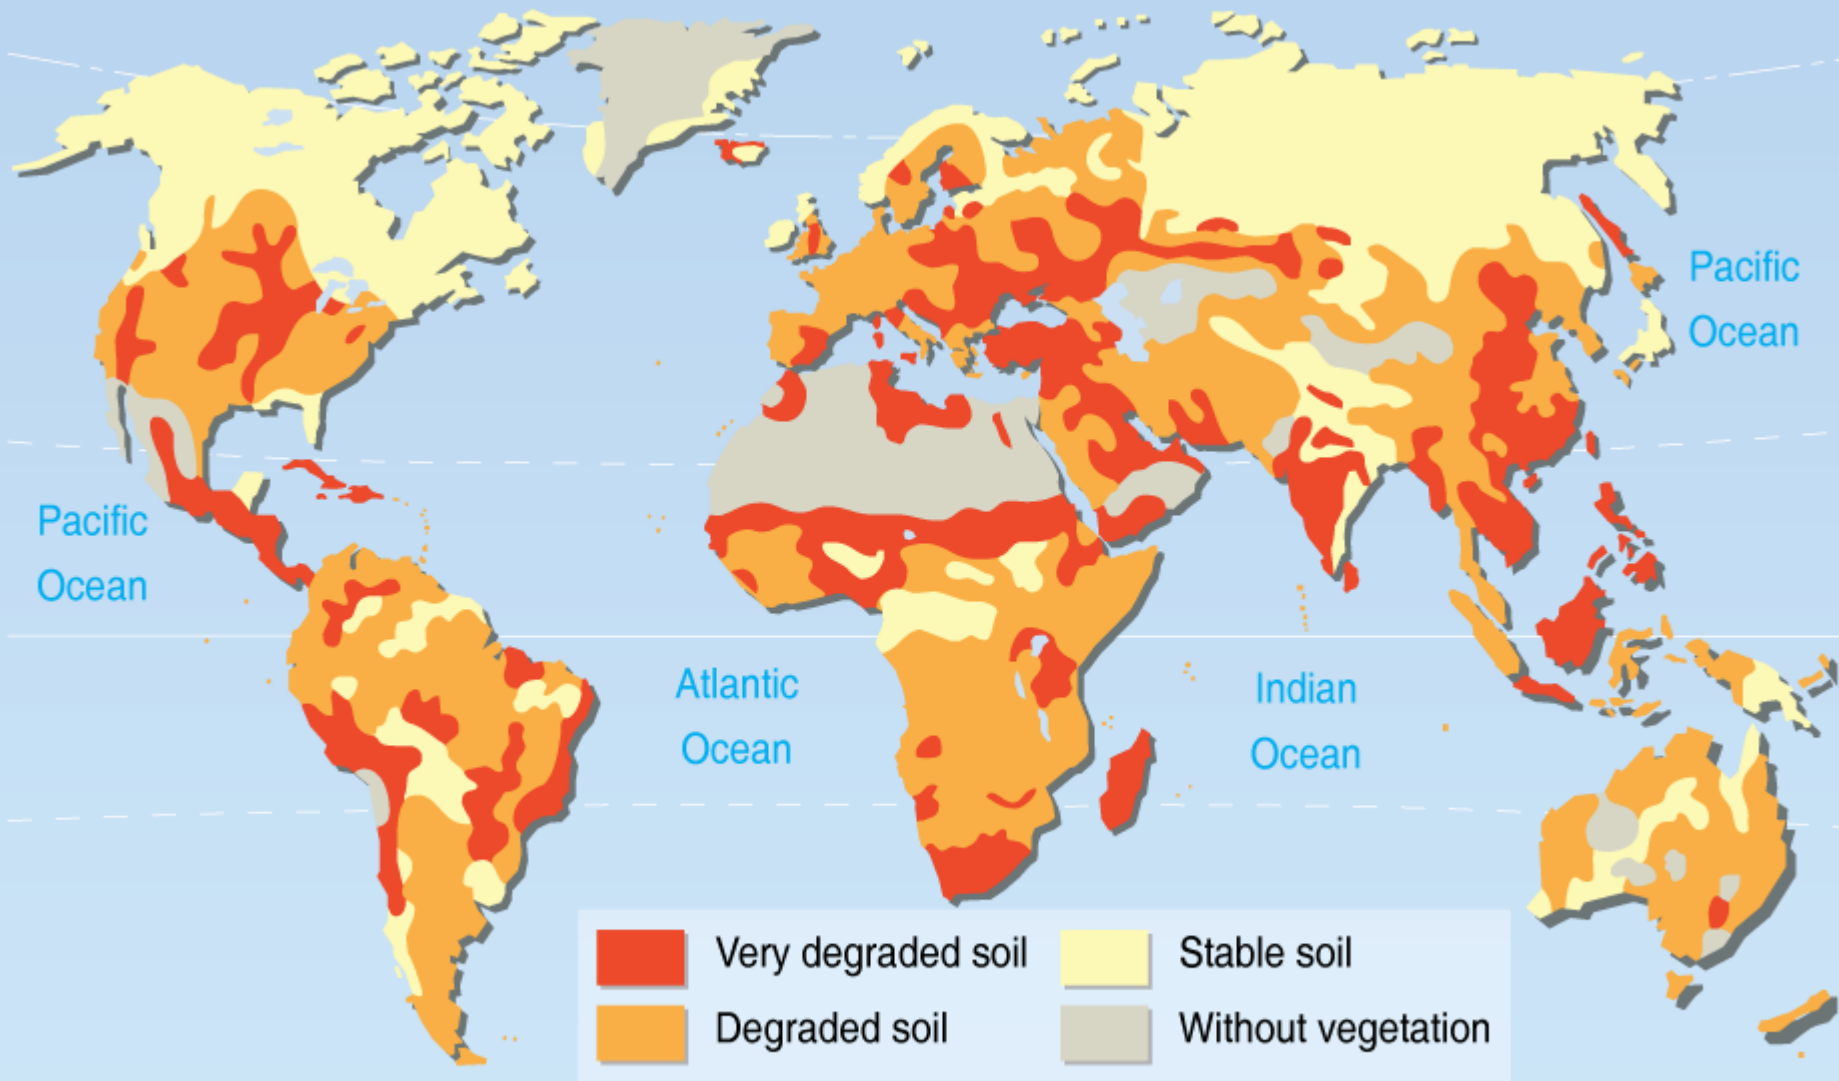 Pacific
Ocean
Pacific
Ocean
Atlantic
Ocean
Indian
Ocean
Very degraded soil
Stable soil
Degraded soil
Without vegetation